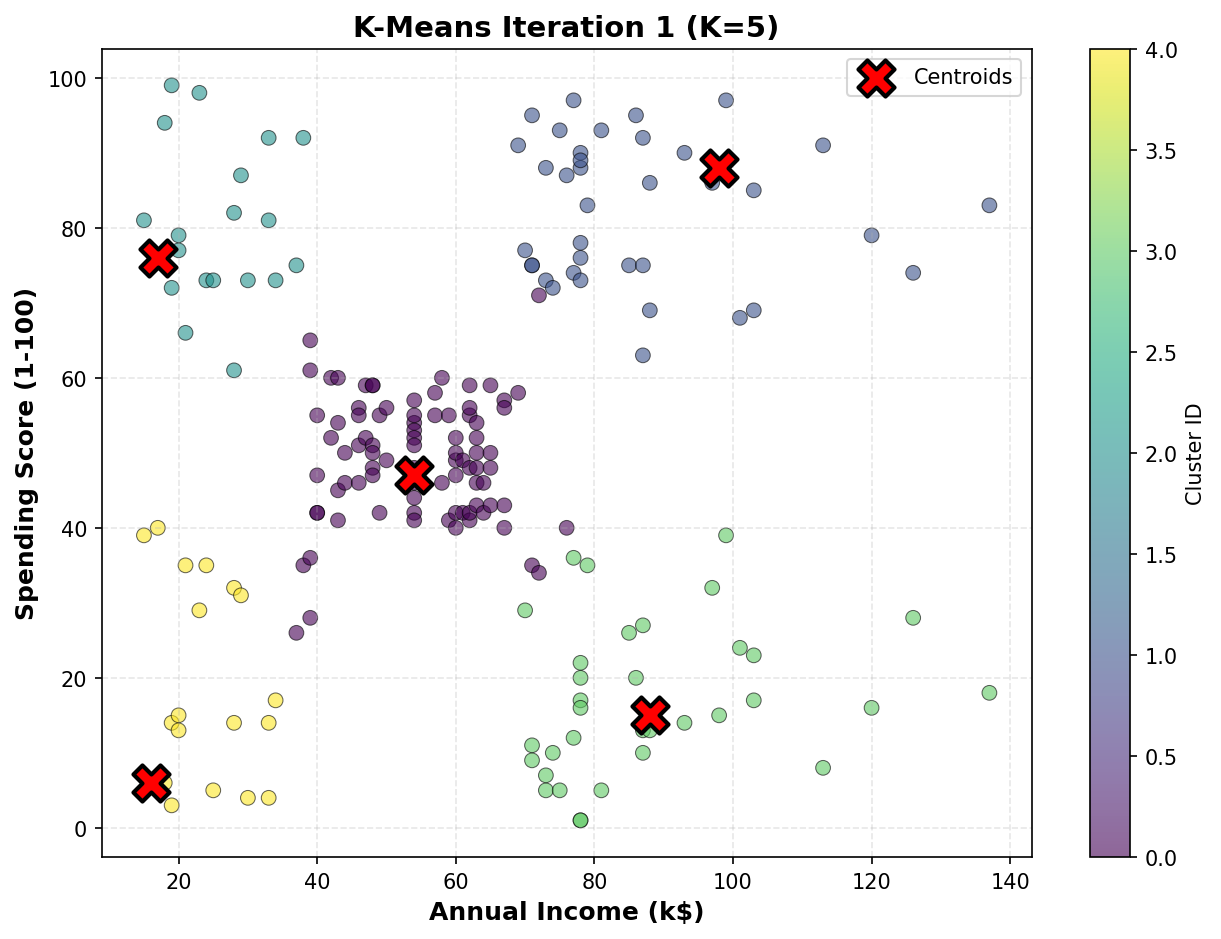 K-Means Iteration 1 (K=5)
Centroids
Spending Score (1-100)
100
80
60
40
20
0
20 40 60 80 100 120 140
Annual Income (k$)
4.0
3.5
3.0
2.5
2.0
1.5
1.0
0.5
0.0
Cluster ID